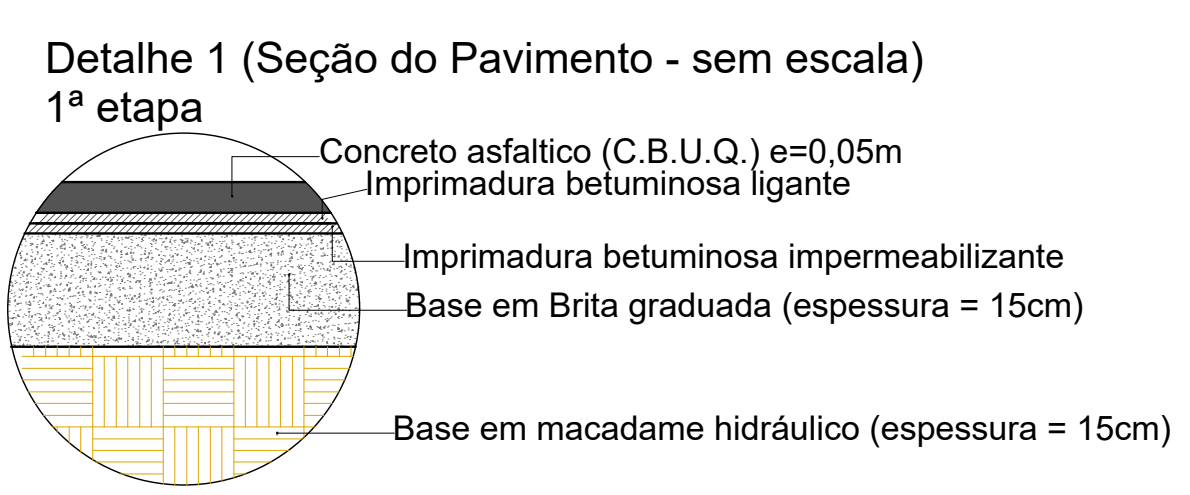 Detalhe 1 (Seção do Pavimento - sem escala)
1ª etapa
Concreto asfaltico (C.B.U.Q.) e=0,05m
Imprimadura betuminosa ligante
Imprimadura betuminosa impermeabilizante
Base em Brita graduada (espessura = 15cm)
Base em macadame hidráulico (espessura = 15cm)